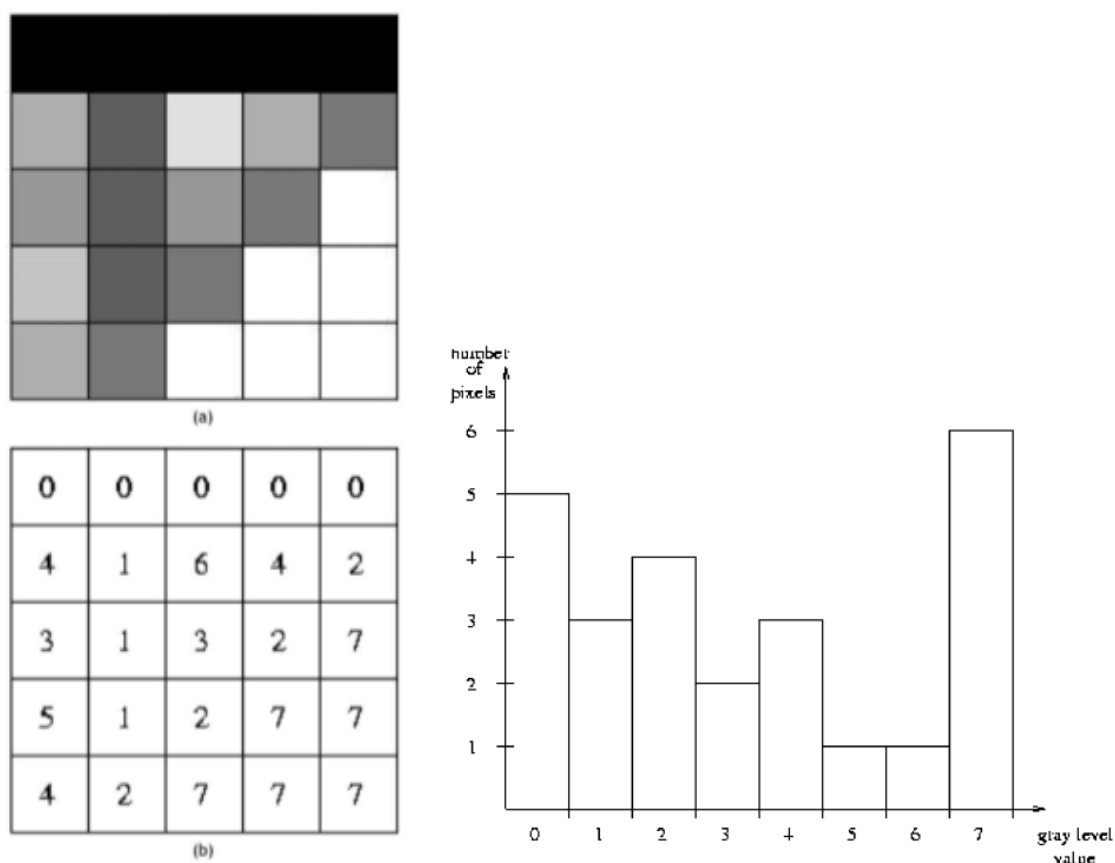 (a)
0 0 0 0 0
4 1 6 4 2
3 1 3 2 7
5 1 2 7 7
4 2 7 7 7
(b)
number
of
pixels
6
5
4
3
2
1
0 1 2 3 4 5 6 7
gray level
value